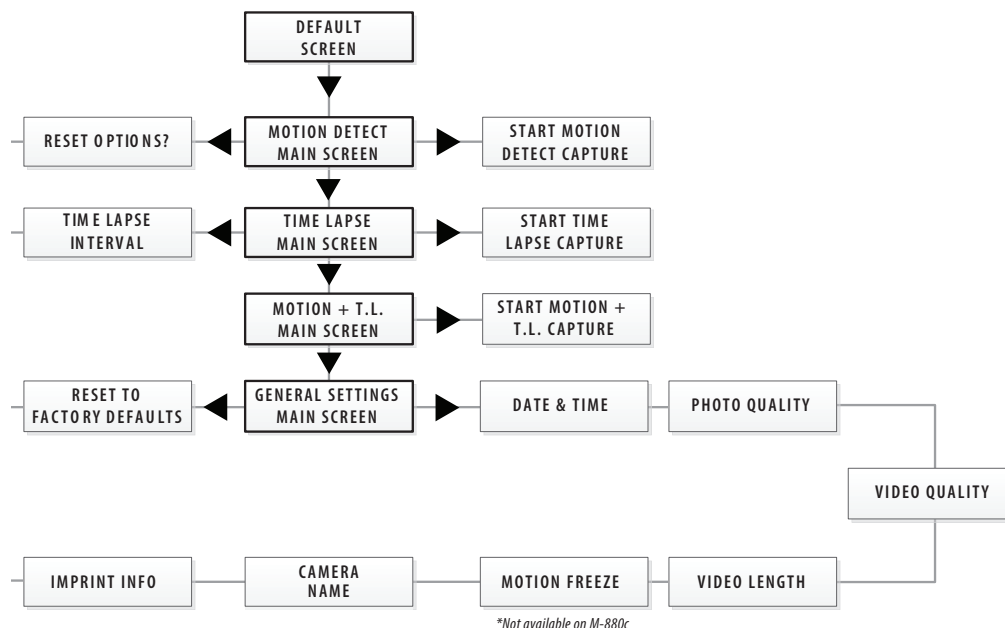 DEFAULT
SCREEN
RESET OPTIONS?
MOTION DETECT
MAIN SCREEN
START MOTION
DETECT CAPTURE
TIME LAPSE
INTERVAL
TIME LAPSE
MAIN SCREEN
START TIME
LAPSE CAPTURE
MOTION + T.L.
MAIN SCREEN
START MOTION +
T.L. CAPTURE
RESET TO
FACTORY DEFAULTS
GENERAL SETTINGS
MAIN SCREEN
DATE & TIME
PHOTO QUALITY
VIDEO QUALITY
IMPRINT INFO
CAMERA
NAME
MOTION FREEZE
VIDEO LENGTH
*Not available on M-880c